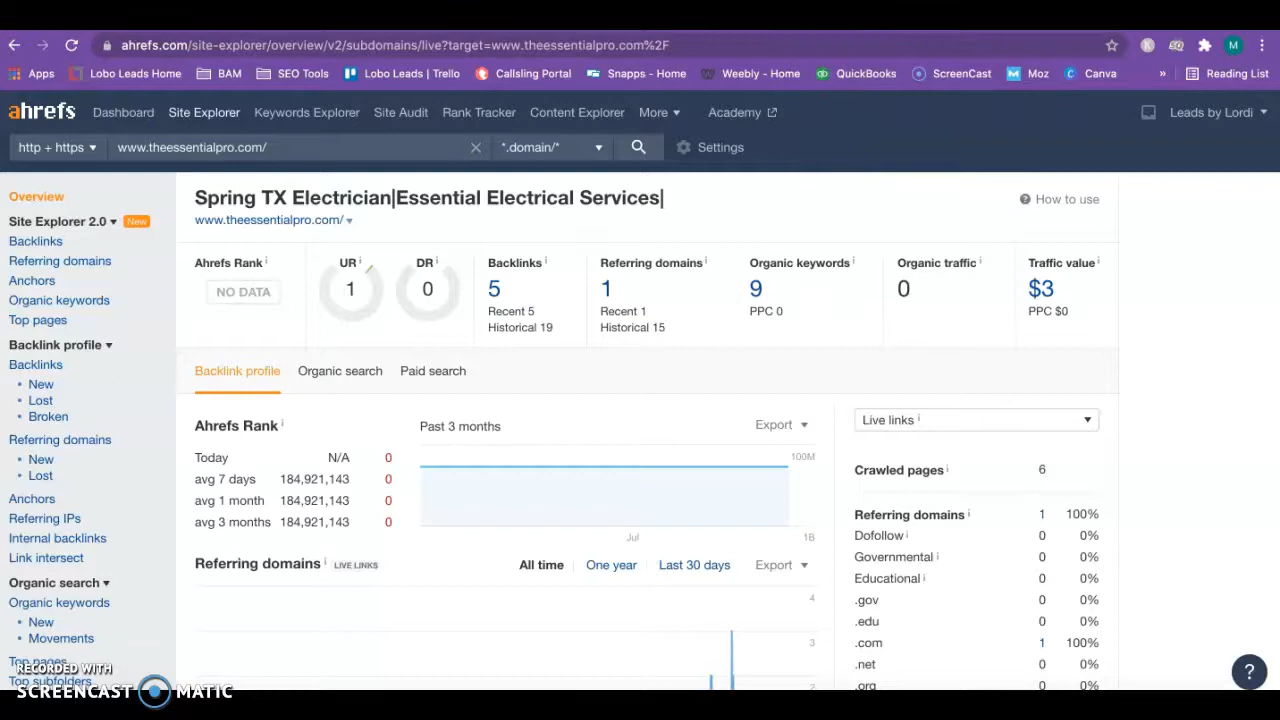 ahrefs.com/site-explorer/overview/v2/subdomains/live?target=www.theessentialpro.com%2F
M
Apps Lobo Leads Home BAM SEO Tools Lobo Leads | Trello Callsling Portal Snapps - Home Weebly - Home QuickBooks ScreenCast Moz Canva » Reading List
ahrefs Dashboard Site Explorer Keywords Explorer Site Audit Rank Tracker Content Explorer More Academy Leads by Lordi
http + https www.theessentialpro.com/ *.domain/* Settings
Overview
Site Explorer 2.0 New
Backlinks
Referring domains
Anchors
Organic keywords
Top pages
Backlink profile
Backlinks
• New
• Lost
• Broken
Referring domains
• New
• Lost
Anchors
Referring IPs
Internal backlinks
Link intersect
Organic search
Organic keywords
• New
• Movements
Top pages
Top subfolders
Spring TX Electrician|Essential Electrical Services|
www.theessentialpro.com/
How to use
Ahrefs Rank
NO DATA
UR
1
DR
0
Backlinks
5
Recent 5
Historical 19
Referring domains
1
Recent 1
Historical 15
Organic keywords
9
PPC 0
Organic traffic
0
Traffic value
$3
PPC $0
Backlink profile Organic search Paid search
Ahrefs Rank
Today N/A 0
avg 7 days 184,921,143 0
avg 1 month 184,921,143 0
avg 3 months 184,921,143 0
Past 3 months Export
100M
Jul 1B
Referring domains LIVE LINKS All time One year Last 30 days Export
4
3
2
Live links
Crawled pages 6
Referring domains 1 100%
Dofollow 0 0%
Governmental 0 0%
Educational 0 0%
.gov 0 0%
.edu 0 0%
.com 1 100%
.net 0 0%
.org 0 0%
?
RECORDED WITH
SCREENCAST MATIC